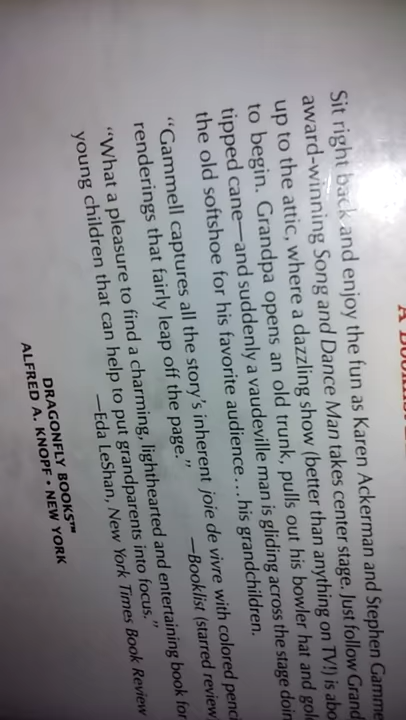 A BOOKLIST
Sit right back and enjoy the fun as Karen Ackerman and Stephen Gamme
award-winning Song and Dance Man takes center stage. Just follow Grand
up to the attic, where a dazzling show (better than anything on TV!) is abo
to begin. Grandpa opens an old trunk, pulls out his bowler hat and gol
tipped cane—and suddenly a vaudeville man is gliding across the stage doin
the old softshoe for his favorite audience...his grandchildren.
“Gammell captures all the story’s inherent joie de vivre with colored penc
renderings that fairly leap off the page.”
—Booklist (starred review
“What a pleasure to find a charming, lighthearted and entertaining book for
young children that can help to put grandparents into focus.”
—Eda LeShan, New York Times Book Review
DRAGONFLY BOOKS™
ALFRED A. KNOPF • NEW YORK